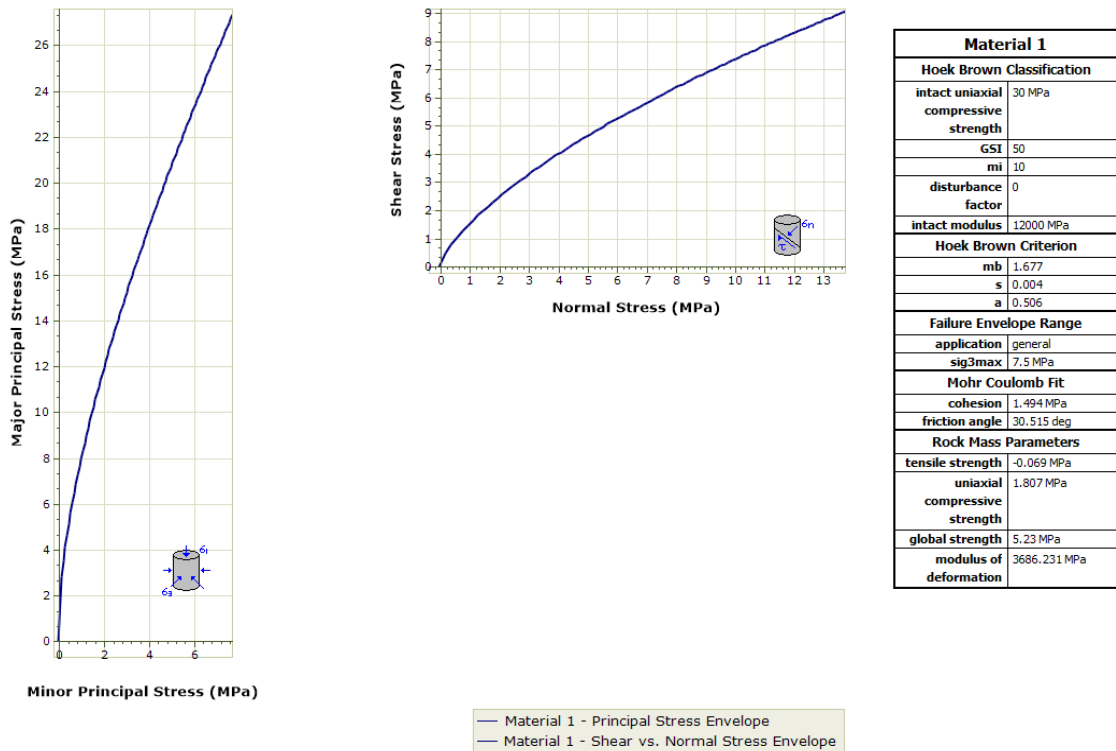 Major Principal Stress (MPa)
26
24
22
20
18
16
14
12
10
8
6
4
2
0
0 2 4 6
σ1
σ3
Minor Principal Stress (MPa)
Shear Stress (MPa)
9
8
7
6
5
4
3
2
1
0
0 1 2 3 4 5 6 7 8 9 10 11 12 13
σn
τ
Normal Stress (MPa)
Material 1
Hoek Brown Classification
intact uniaxial 30 MPa
compressive
strength
GSI 50
mi 10
disturbance 0
factor
intact modulus 12000 MPa
Hoek Brown Criterion
mb 1.677
s 0.004
a 0.506
Failure Envelope Range
application general
sig3max 7.5 MPa
Mohr Coulomb Fit
cohesion 1.494 MPa
friction angle 30.515 deg
Rock Mass Parameters
tensile strength -0.069 MPa
uniaxial 1.807 MPa
compressive
strength
global strength 5.23 MPa
modulus of 3686.231 MPa
deformation
Material 1 - Principal Stress Envelope
Material 1 - Shear vs. Normal Stress Envelope